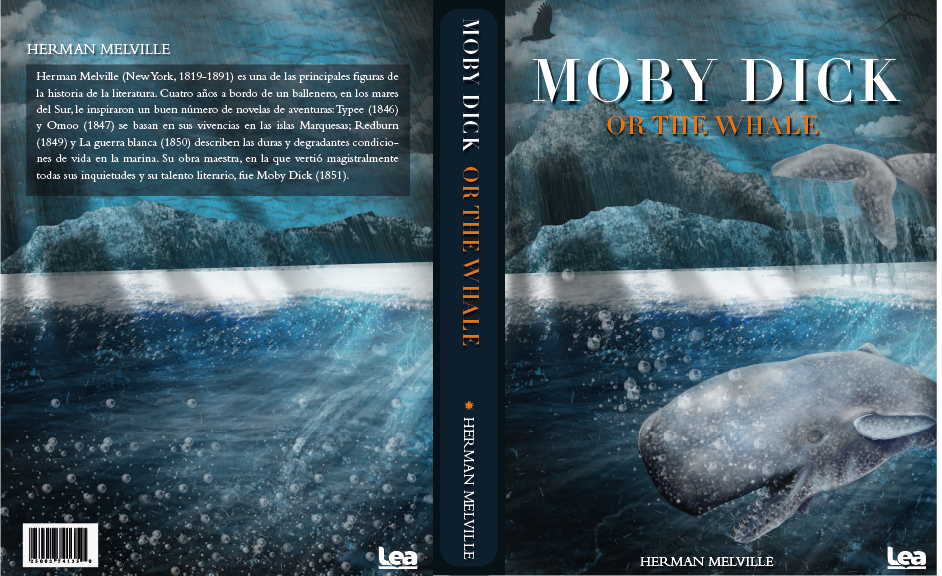 HERMAN MELVILLE
Herman Melville (New York, 1819-1891) es una de las principales figuras de
la historia de la literatura. Cuatro años a bordo de un ballenero, en los mares
del Sur, le inspiraron un buen número de novelas de aventuras: Typee (1846)
y Omoo (1847) se basan en sus vivencias en las islas Marquesas; Redburn
(1849) y La guerra blanca (1850) describen las duras y degradantes condicio-
nes de vida en la marina. Su obra maestra, en la que vertió magistralmente
todas sus inquietudes y su talento literario, fue Moby Dick (1851).
Lea
MOBY DICK OR THE WHALE
HERMAN MELVILLE
MOBY DICK
OR THE WHALE
HERMAN MELVILLE
Lea